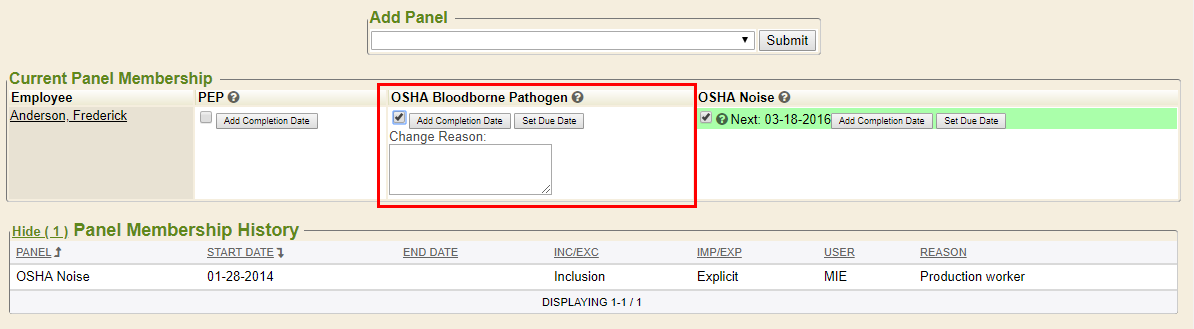 Add Panel
Submit
Current Panel Membership
Employee PEP OSHA Bloodborne Pathogen OSHA Noise
Anderson, Frederick Add Completion Date Add Completion Date Set Due Date Next: 03-18-2016 Add Completion Date Set Due Date
Change Reason:
Hide ( 1 ) Panel Membership History
PANEL START DATE END DATE INC/EXC IMP/EXP USER REASON
OSHA Noise 01-28-2014 Inclusion Explicit MIE Production worker
DISPLAYING 1-1 / 1